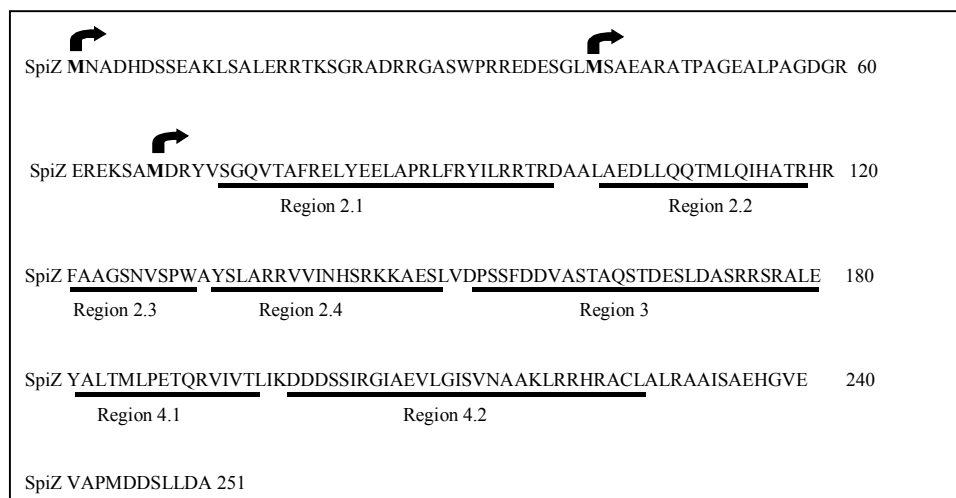 SpiZ MNADHDSSEAKLSALERRTKSGRADRRGASWPRREDESGLMSAEARATPAGEALPAGDGR 60
SpiZ EREKSAMDRYVSGQVTAFRELYEELAPRLFRYILRRTRDAALAEDLLQQTMLQIHATRHR 120
Region 2.1 Region 2.2
SpiZ FAAGSNVSPWAYSLARRVVINHSRKKAESLVDPSSFDDVASTAQSTDESLDASRRSRALE 180
Region 2.3 Region 2.4 Region 3
SpiZ YALTMLPETQRVIVTLIKDDDSSIRGIAEVLGISVNAAKLRRHRACLALRAAISAEHGVE 240
Region 4.1 Region 4.2
SpiZ VAPMDDSLLDA 251